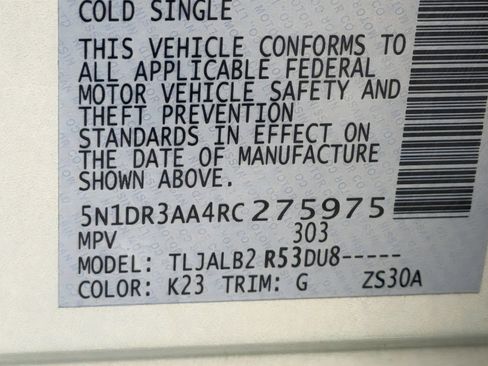 COLD SINGLE
THIS VEHICLE CONFORMS TO
ALL APPLICABLE FEDERAL
MOTOR VEHICLE SAFETY AND
THEFT PREVENTION
STANDARDS IN EFFECT ON
THE DATE OF MANUFACTURE
SHOWN ABOVE.
5N1DR3AA4RC275975
MPV 303
MODEL: TLJALB2 R53DU8-----
COLOR: K23 TRIM: G ZS30A